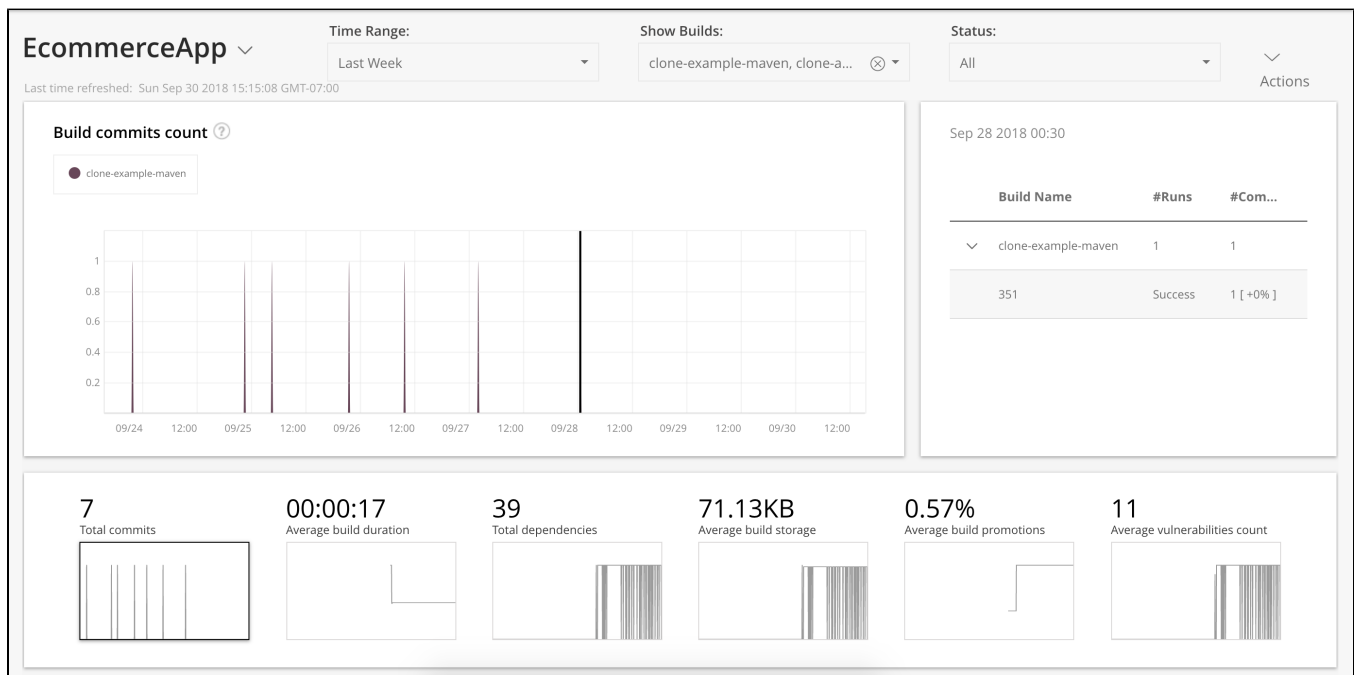 EcommerceApp
Time Range:
Last Week
Show Builds:
clone-example-maven, clone-a...
Status:
All
Actions
Last time refreshed: Sun Sep 30 2018 15:15:08 GMT-07:00
Build commits count ?
clone-example-maven
1
0.8
0.6
0.4
0.2
09/24 12:00 09/25 12:00 09/26 12:00 09/27 12:00 09/28 12:00 09/29 12:00 09/30 12:00
Sep 28 2018 00:30
Build Name #Runs #Com...
clone-example-maven 1 1
351 Success 1 [ +0% ]
7
Total commits
00:00:17
Average build duration
39
Total dependencies
71.13KB
Average build storage
0.57%
Average build promotions
11
Average vulnerabilities count